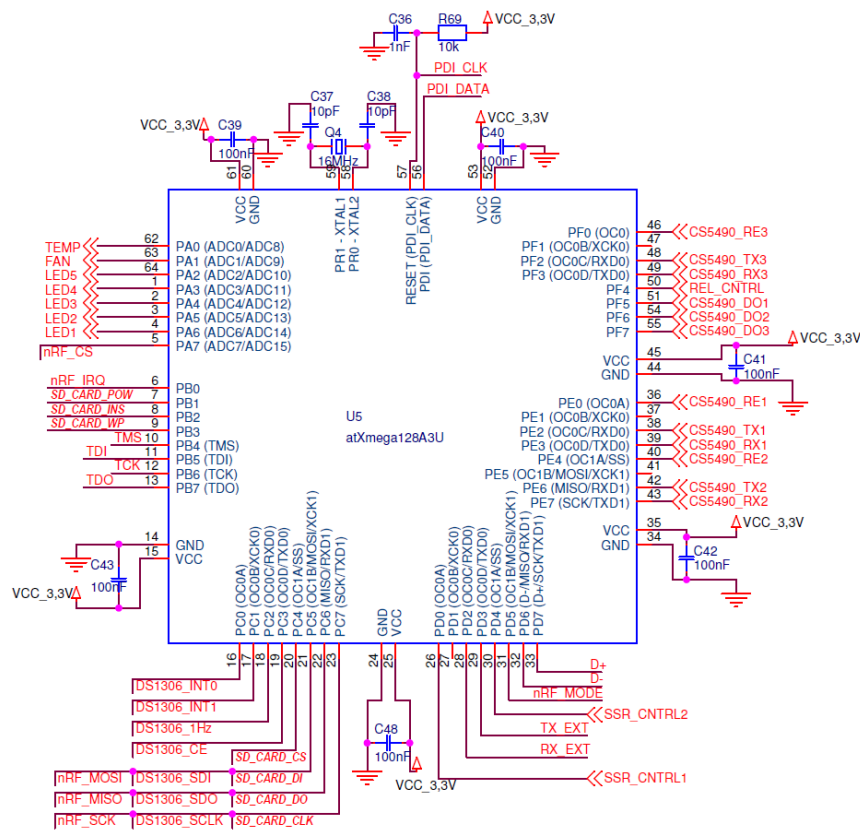 C36
1nF
R69
10k
VCC_3,3V
PDI_CLK
PDI_DATA
C37
10pF
C38
10pF
VCC_3,3V
C39
100nF
Q4
16MHz
VCC_3,3V
C40
100nF
61
60
59
58
57
56
53
52
VCC
GND
PR1 - XTAL1
PR0 - XTAL2
RESET (PDI_CLK)
PDI (PDI_DATA)
VCC
GND
TEMP 62 PA0 (ADC0/ADC8)
FAN 63 PA1 (ADC1/ADC9)
LED5 64 PA2 (ADC2/ADC10)
LED4 1 PA3 (ADC3/ADC11)
LED3 2 PA4 (ADC4/ADC12)
LED2 3 PA5 (ADC5/ADC13)
LED1 4 PA6 (ADC6/ADC14)
nRF_CS 5 PA7 (ADC7/ADC15)
nRF_IRQ 6 PB0
SD_CARD_POW 7 PB1
SD_CARD_INS 8 PB2
SD_CARD_WP 9 PB3
TMS 10 PB4 (TMS)
TDI 11 PB5 (TDI)
TCK 12 PB6 (TCK)
TDO 13 PB7 (TDO)
14 GND
15 VCC
C43
100nF
VCC_3,3V
U5
atXmega128A3U
PF0 (OC0) 46 CS5490_RE3
PF1 (OC0B/XCK0) 47
PF2 (OC0C/RXD0) 48 CS5490_TX3
PF3 (OC0D/TXD0) 49 CS5490_RX3
PF4 50 REL_CNTRL
PF5 51 CS5490_DO1
PF6 54 CS5490_DO2
PF7 55 CS5490_DO3
VCC 45
GND 44
VCC_3,3V
C41
100nF
PE0 (OC0A) 36 CS5490_RE1
PE1 (OC0B/XCK0) 37
PE2 (OC0C/RXD0) 38 CS5490_TX1
PE3 (OC0D/TXD0) 39 CS5490_RX1
PE4 (OC1A/SS) 40 CS5490_RE2
PE5 (OC1B/MOSI/XCK1) 41
PE6 (MISO/RXD1) 42 CS5490_TX2
PE7 (SCK/TXD1) 43 CS5490_RX2
VCC 35
GND 34
VCC_3,3V
C42
100nF
PC0 (OC0A)
PC1 (OC0B/XCK0)
PC2 (OC0C/RXD0)
PC3 (OC0D/TXD0)
PC4 (OC1A/SS)
PC5 (OC1B/MOSI/XCK1)
PC6 (MISO/RXD1)
PC7 (SCK/TXD1)
GND
VCC
PD0 (OC0A)
PD1 (OC0B/XCK0)
PD2 (OC0C/RXD0)
PD3 (OC0D/TXD0)
PD4 (OC1A/SS)
PD5 (OC1B/MOSI/XCK1)
PD6 (D-/MISO/RXD1)
PD7 (D+/SCK/TXD1)
16
17
18
19
20
21
22
23
24
25
26
27
28
29
30
31
32
33
DS1306_INT0
DS1306_INT1
DS1306_1Hz
DS1306_CE
SD_CARD_CS
nRF_MOSI DS1306_SDI SD_CARD_DI
nRF_MISO DS1306_SDO SD_CARD_DO
nRF_SCK DS1306_SCLK SD_CARD_CLK
C48
100nF
VCC_3,3V
D+
D-
nRF_MODE
SSR_CNTRL2
TX_EXT
RX_EXT
SSR_CNTRL1